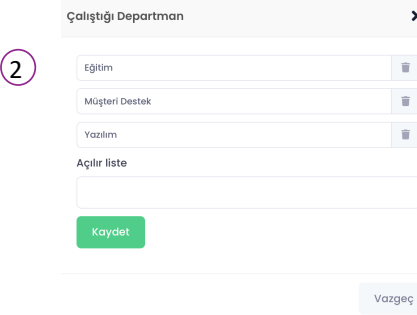 Çalıştığı Departman
2
Eğitim
Müşteri Destek
Yazılım
Açılır liste
Kaydet
Vazgeç